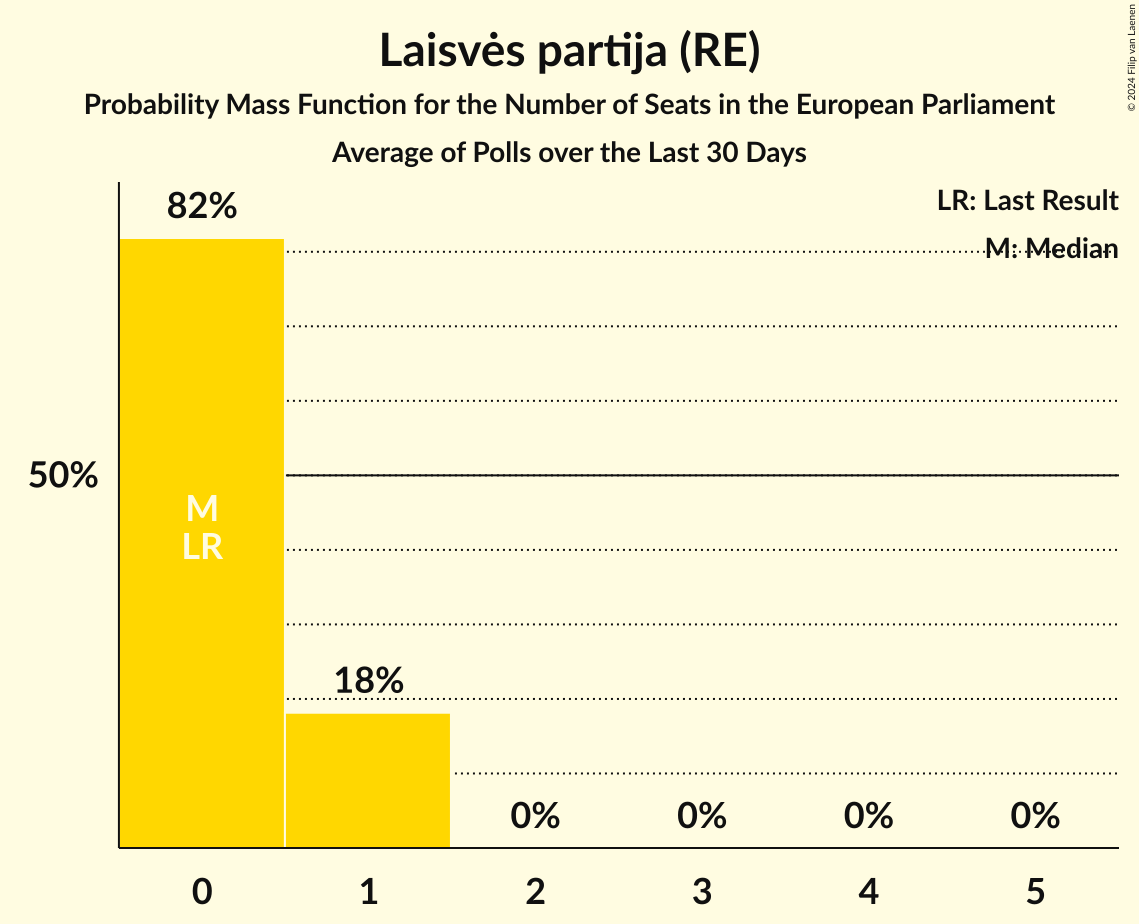 Laisvės partija (RE)
Probability Mass Function for the Number of Seats in the European Parliament
Average of Polls over the Last 30 Days
© 2024 Filip van Laenen
LR: Last Result
M: Median
82%
50%
M
LR
18%
0%
0%
0%
0%
0
1
2
3
4
5